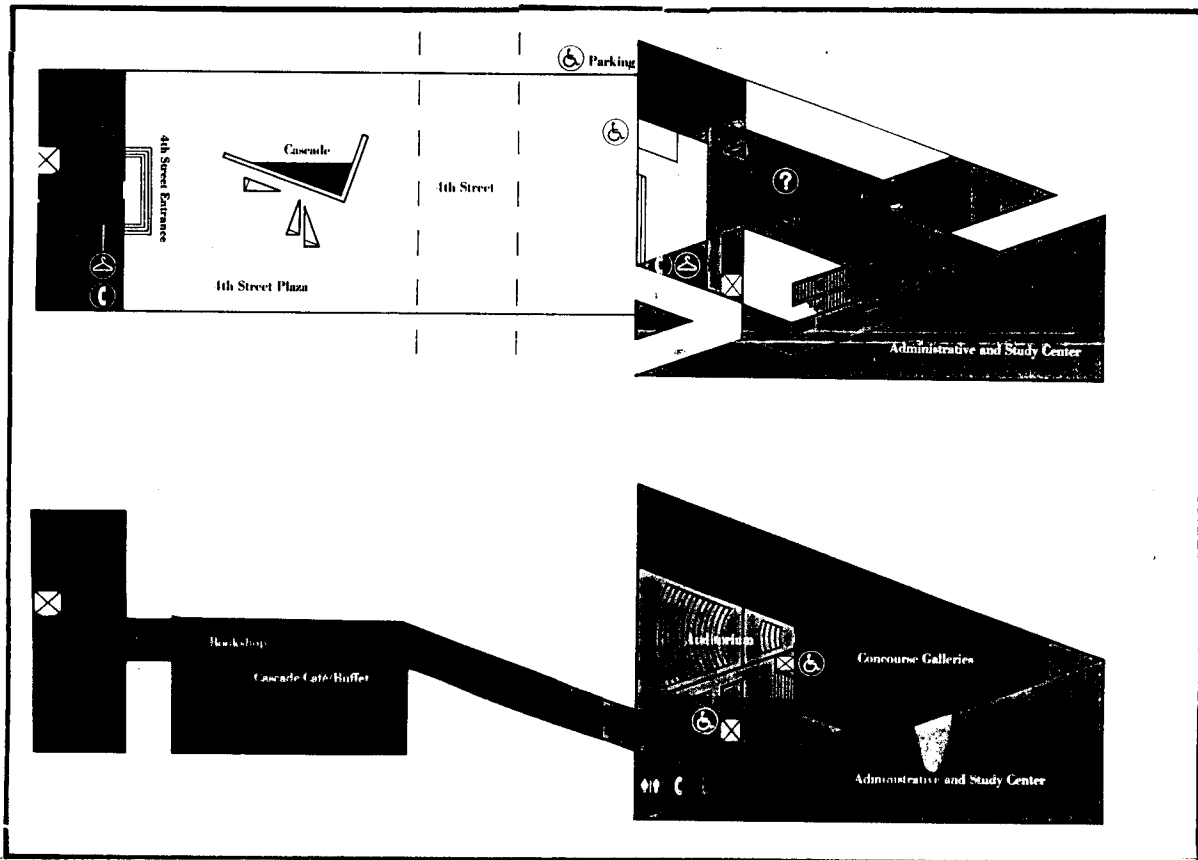 Parking
4th Street Entrance
Cascade
4th Street
?
4th Street Plaza
Administrative and Study Center
Bookshop
Cascade Café/Buffet
Auditorium
Concourse Galleries
Administrative and Study Center